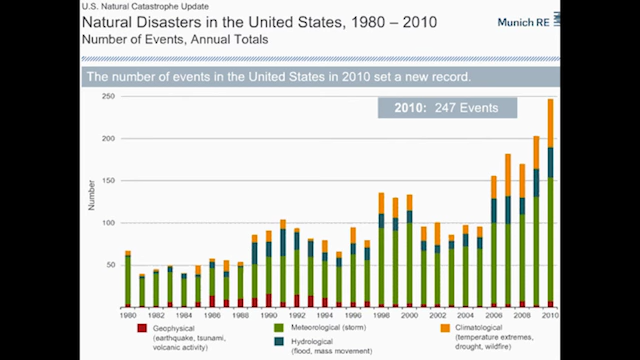 U.S. Natural Catastrophe Update
Natural Disasters in the United States, 1980 – 2010
Number of Events, Annual Totals
Munich RE
The number of events in the United States in 2010 set a new record.
2010: 247 Events
250
200
150
100
50
Number
1980 1982 1984 1986 1988 1990 1992 1994 1996 1998 2000 2002 2004 2006 2008 2010
Geophysical
(earthquake, tsunami,
volcanic activity)
Meteorological (storm)
Hydrological
(flood, mass movement)
Climatological
(temperature extremes,
drought, wildfire)